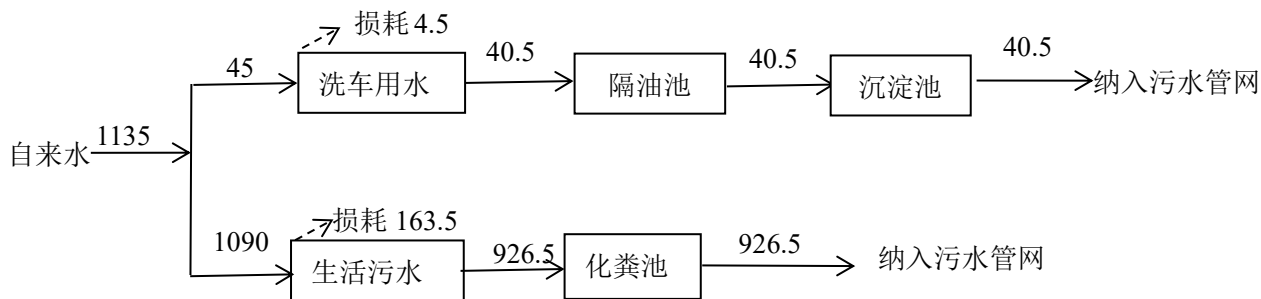 损耗 4.5
45
洗车用水
40.5
隔油池
40.5
沉淀池
40.5
纳入污水管网
自来水
1135
损耗 163.5
1090
生活污水
926.5
化粪池
926.5
纳入污水管网